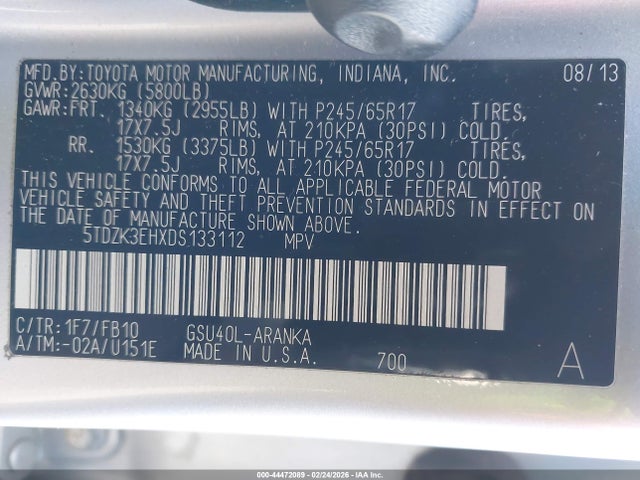 MFD.BY:TOYOTA MOTOR MANUFACTURING, INDIANA, INC. 08/13
GVWR:2630KG (5800LB)
GAWR:FRT. 1340KG (2955LB) WITH P245/65R17 TIRES,
17X7.5J RIMS, AT 210KPA (30PSI) COLD.
RR. 1530KG (3375LB) WITH P245/65R17 TIRES,
17X7.5J RIMS, AT 210KPA (30PSI) COLD.
THIS VEHICLE CONFORMS TO ALL APPLICABLE FEDERAL MOTOR
VEHICLE SAFETY AND THEFT PREVENTION STANDARDS IN EFFECT ON
THE DATE OF MANUFACTURE SHOWN ABOVE.
5TDZK3EHXDS133112 MPV
C/TR:1F7/FB10 GSU40L-ARANKA
A/TM:-02A/U151E MADE IN U.S.A. 700 A
000-44472089 - 02/24/2026 - IAA